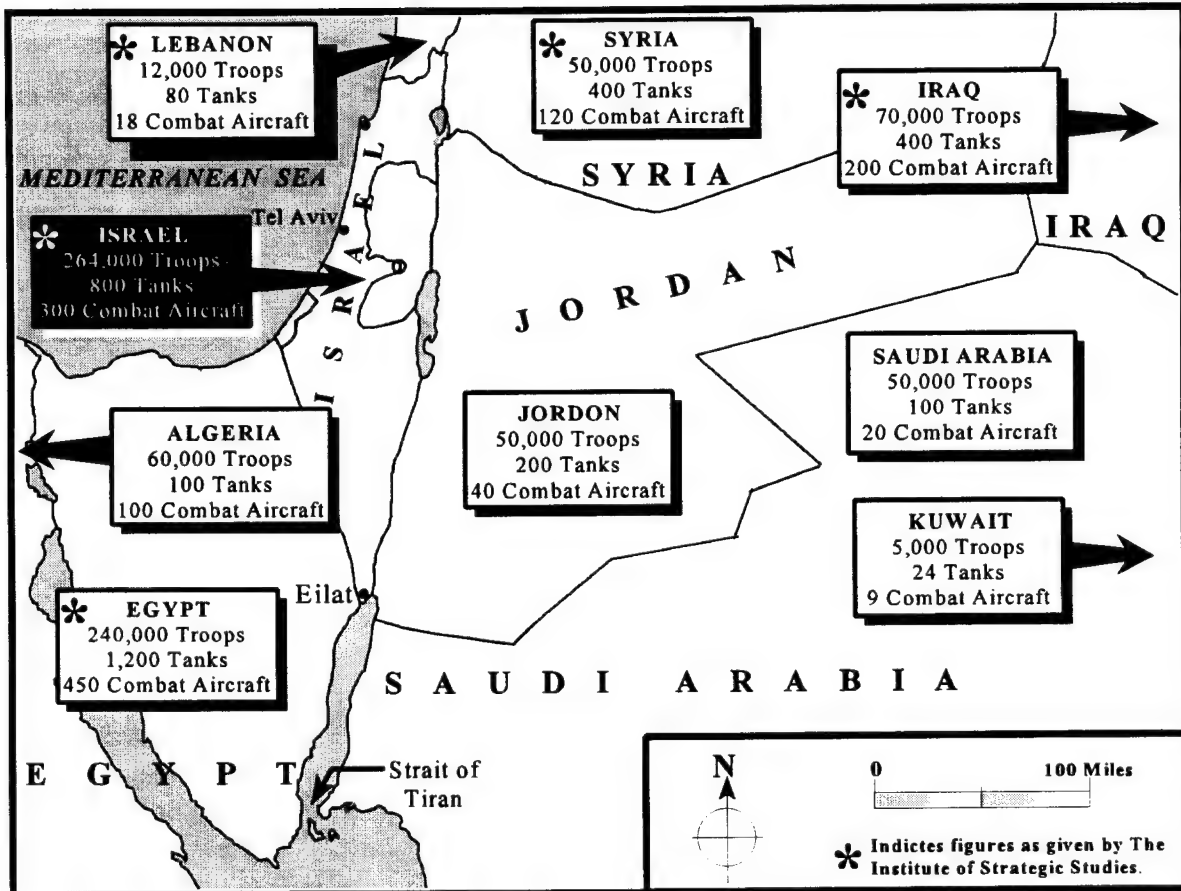 * LEBANON
12,000 Troops
80 Tanks
18 Combat Aircraft
* SYRIA
50,000 Troops
400 Tanks
120 Combat Aircraft
* IRAQ
70,000 Troops
400 Tanks
200 Combat Aircraft
MEDITERRANEAN SEA
SYRIA
IRAQ
Tel Aviv
* ISRAEL
264,000 Troops
800 Tanks
300 Combat Aircraft
ISRAEL
JORDAN
SAUDI ARABIA
50,000 Troops
100 Tanks
20 Combat Aircraft
JORDON
50,000 Troops
200 Tanks
40 Combat Aircraft
ALGERIA
60,000 Troops
100 Tanks
100 Combat Aircraft
KUWAIT
5,000 Troops
24 Tanks
9 Combat Aircraft
Eilat
* EGYPT
240,000 Troops
1,200 Tanks
450 Combat Aircraft
SAUDI ARABIA
EGYPT
Strait of
Tiran
N
0 100 Miles
* Indictes figures as given by The
Institute of Strategic Studies.